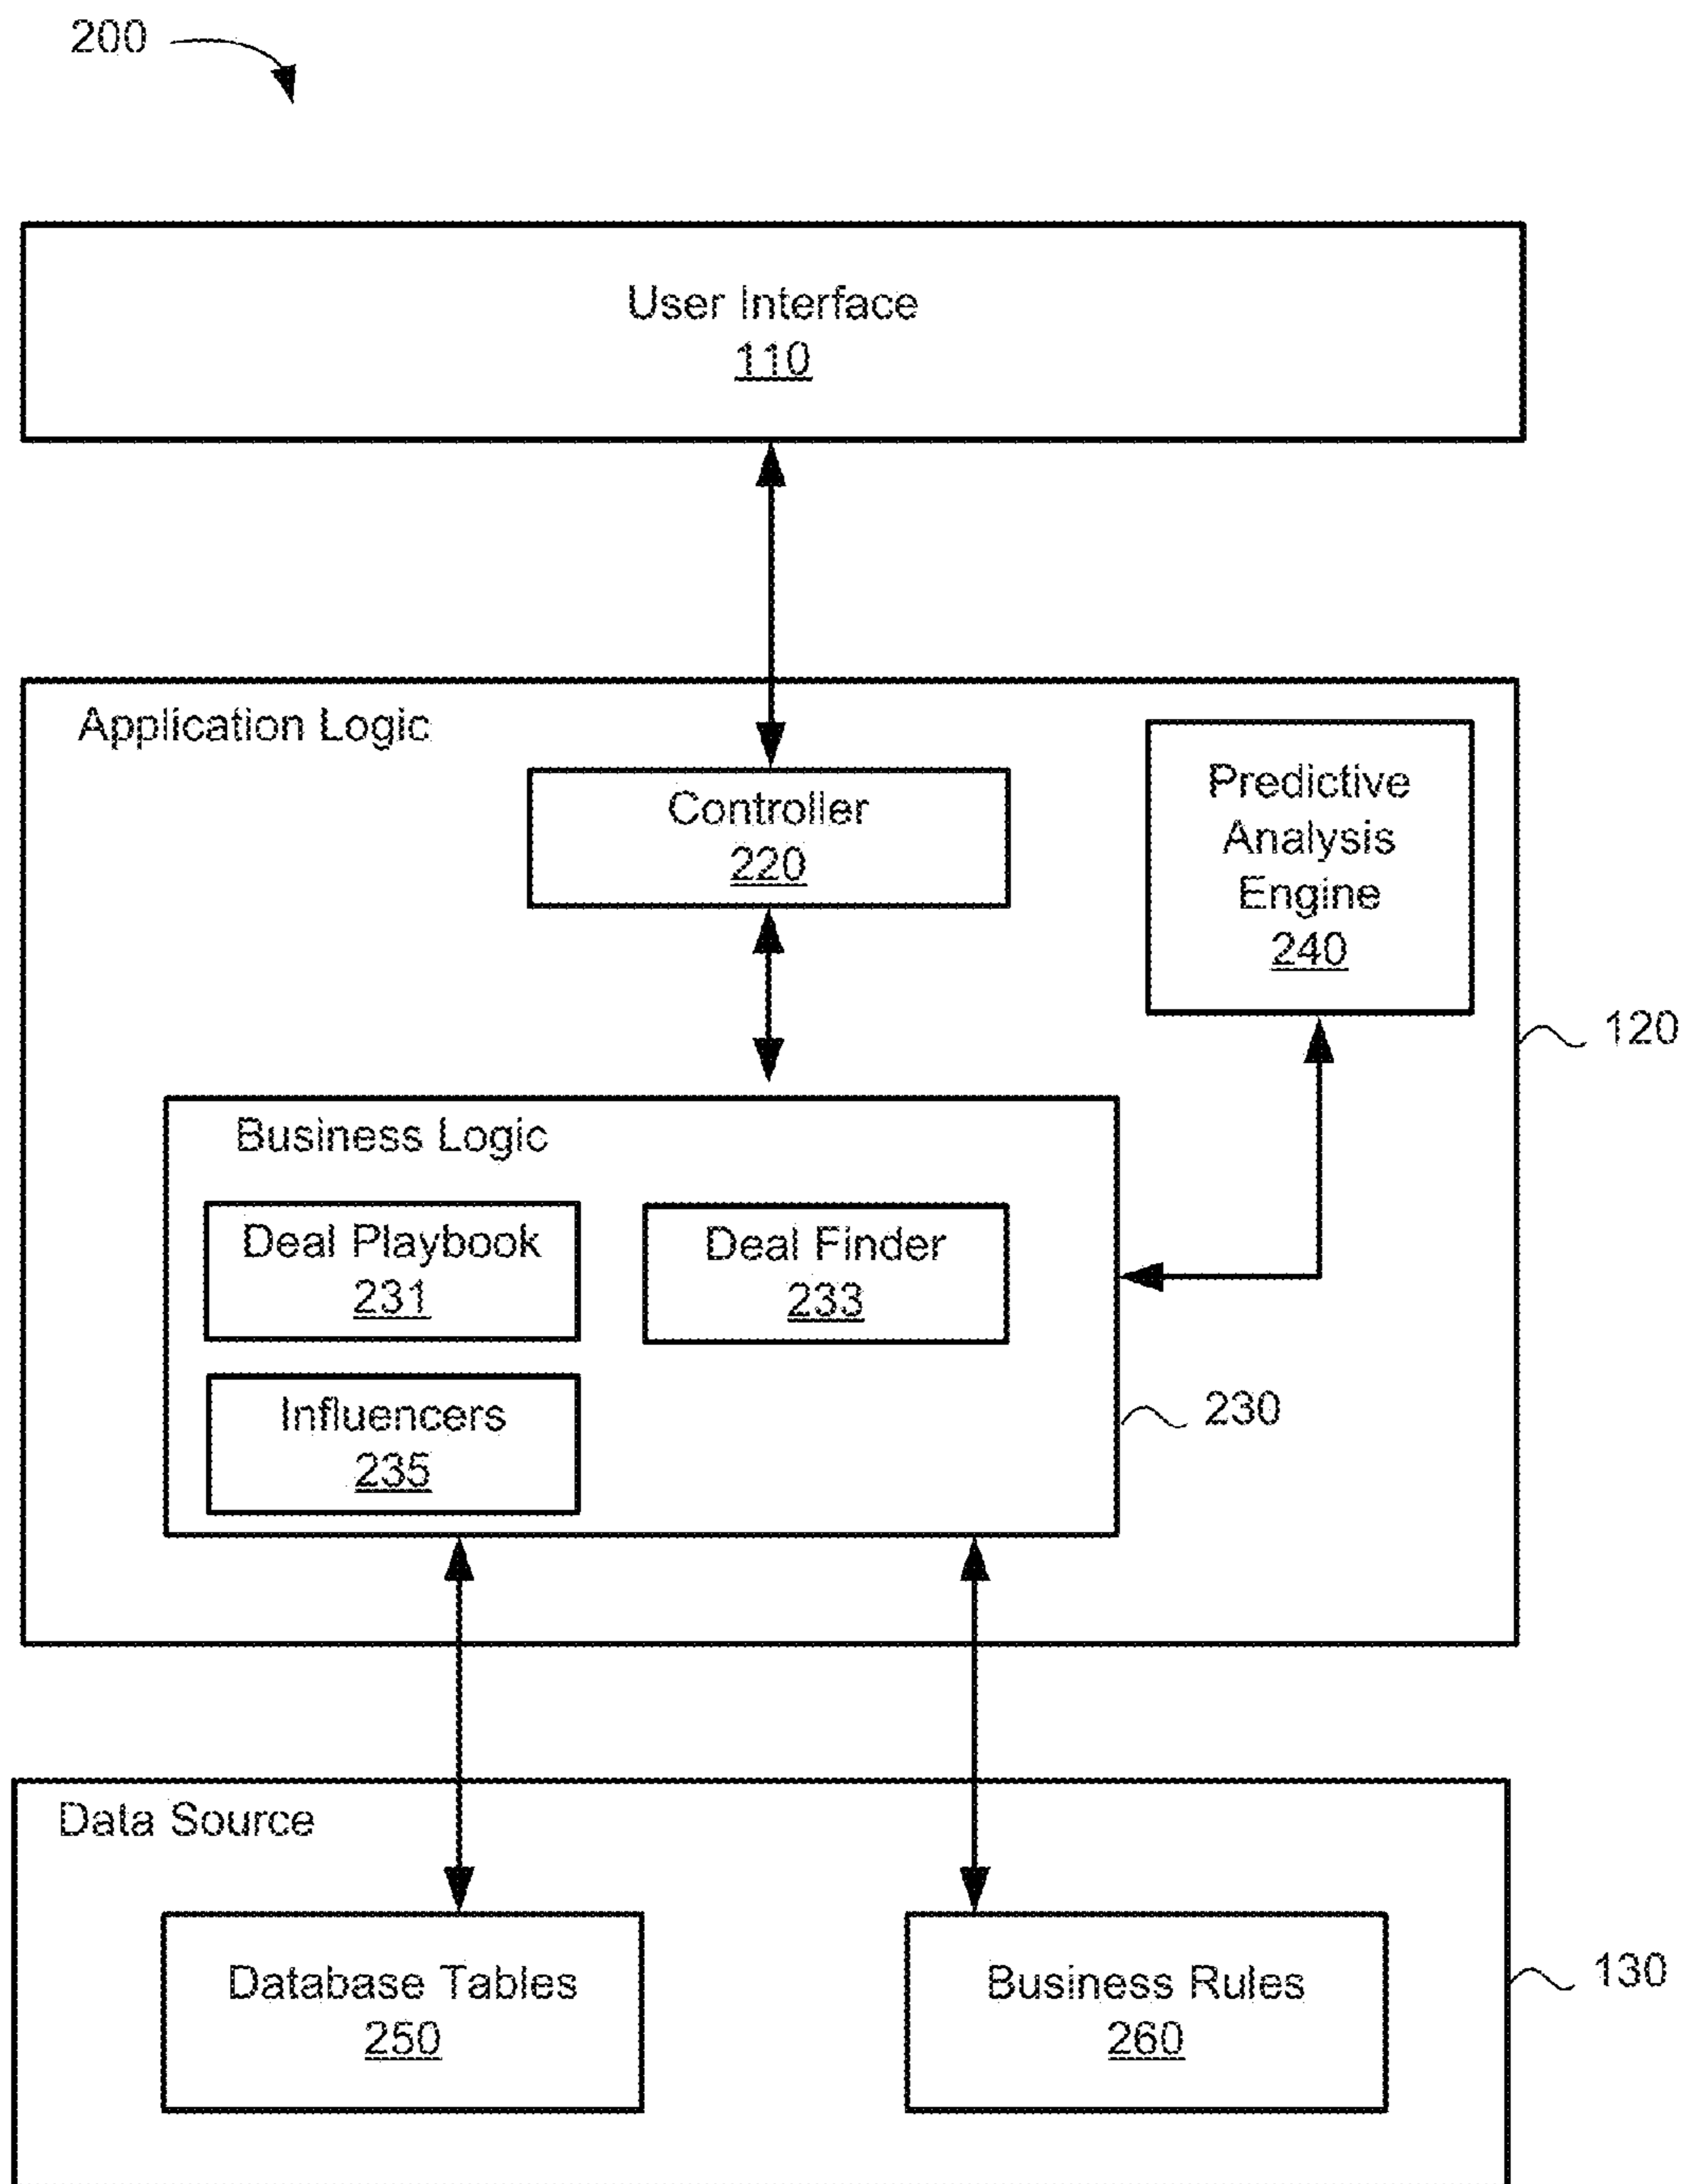 200
User Interface
110
Application Logic
Controller
220
Predictive
Analysis
Engine
240
120
Business Logic
Deal Playbook
231
Deal Finder
233
Influencers
235
230
Data Source
Database Tables
250
Business Rules
260
130